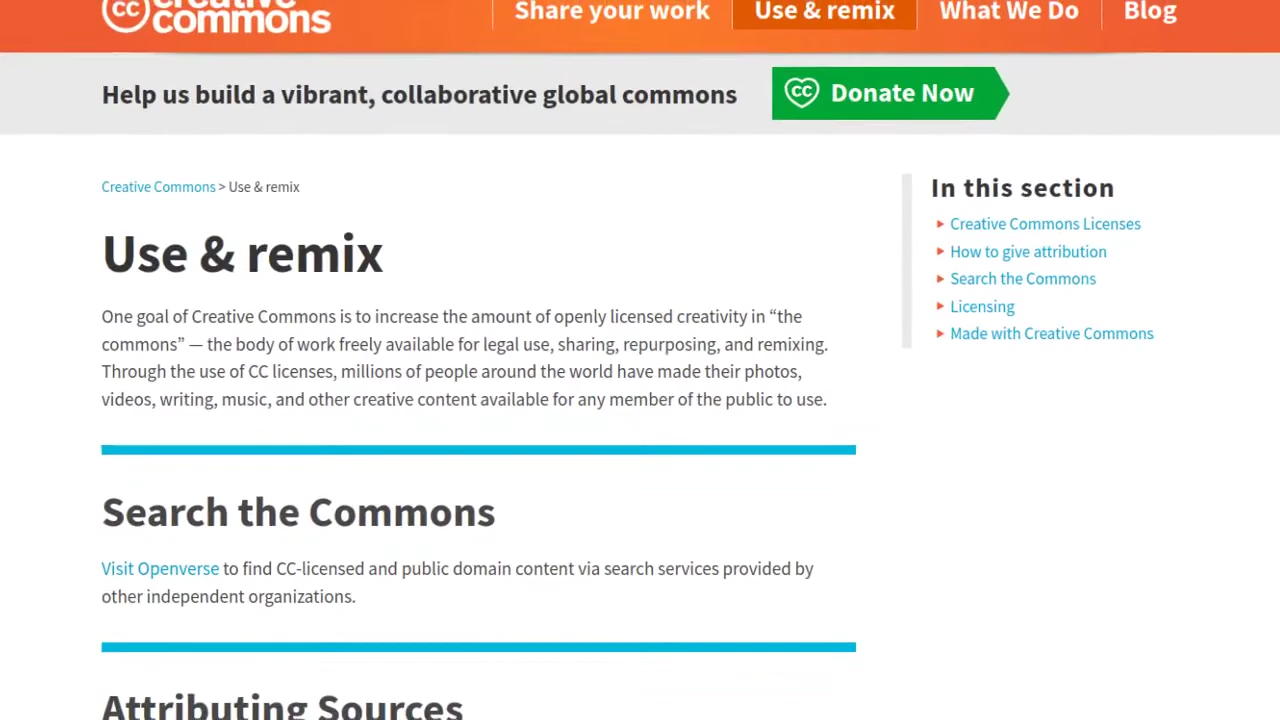 creative
commons
Share your work
Use & remix
What We Do
Blog
Help us build a vibrant, collaborative global commons
Donate Now
Creative Commons > Use & remix
Use & remix
One goal of Creative Commons is to increase the amount of openly licensed creativity in “the
commons” — the body of work freely available for legal use, sharing, repurposing, and remixing.
Through the use of CC licenses, millions of people around the world have made their photos,
videos, writing, music, and other creative content available for any member of the public to use.
Search the Commons
Visit Openverse to find CC-licensed and public domain content via search services provided by
other independent organizations.
Attributing Sources
In this section
Creative Commons Licenses
How to give attribution
Search the Commons
Licensing
Made with Creative Commons